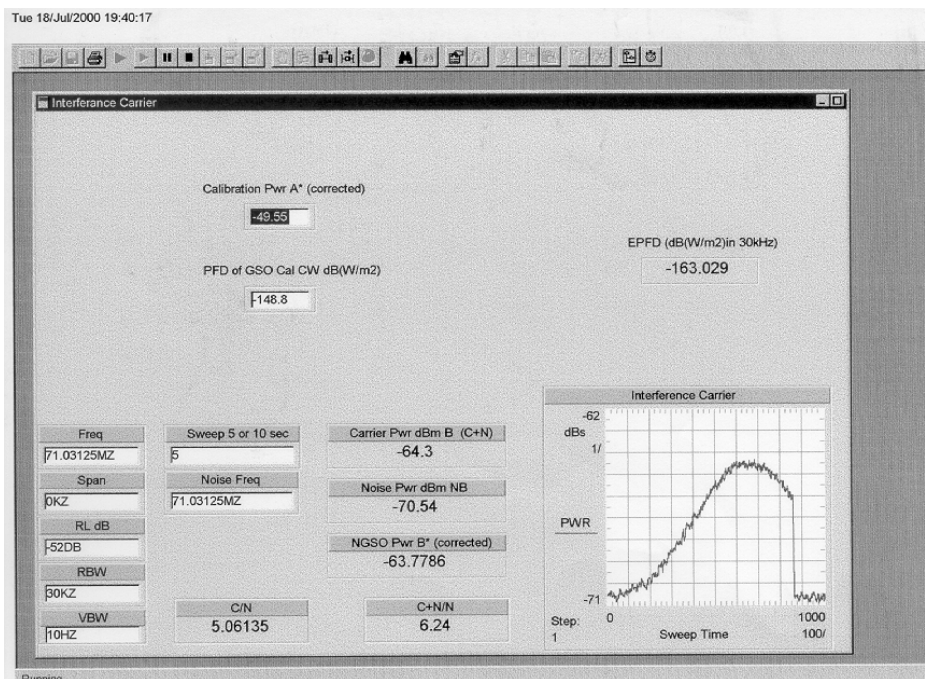 Tue 18/Jul/2000 19:40:17
Interferance Carrier
Calibration Pwr A* (corrected)
-49.55
EPFD (dB(W/m2)in 30kHz)
-163.029
PFD of GSO Cal CW dB(W/m2)
-148.8
Interference Carrier
-62
dBs
1/
PWR
-71
Step:
1
0
1000
Sweep Time
100/
Freq
71.03125MZ
Sweep 5 or 10 sec
5
Carrier Pwr dBm B (C+N)
-64.3
Span
0KZ
Noise Freq
71.03125MZ
Noise Pwr dBm NB
-70.54
RL dB
-52DB
NGSO Pwr B* (corrected)
-63.7786
RBW
30KZ
VBW
10HZ
C/N
5.06135
C+N/N
6.24
Running